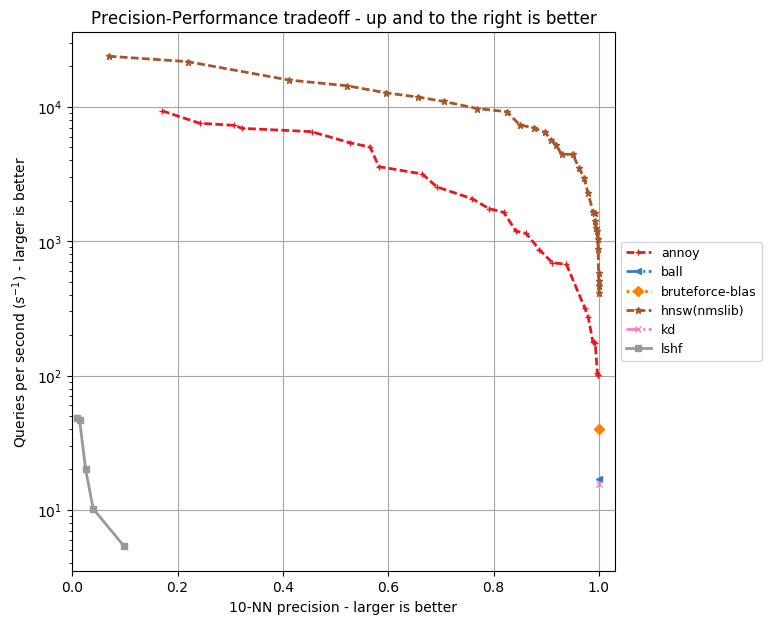 Precision-Performance tradeoff - up and to the right is better
Queries per second (s⁻¹) - larger is better
10⁴
10³
10²
10¹
0.0 0.2 0.4 0.6 0.8 1.0
10-NN precision - larger is better
annoy
ball
bruteforce-blas
hnsw(nmslib)
kd
lshf